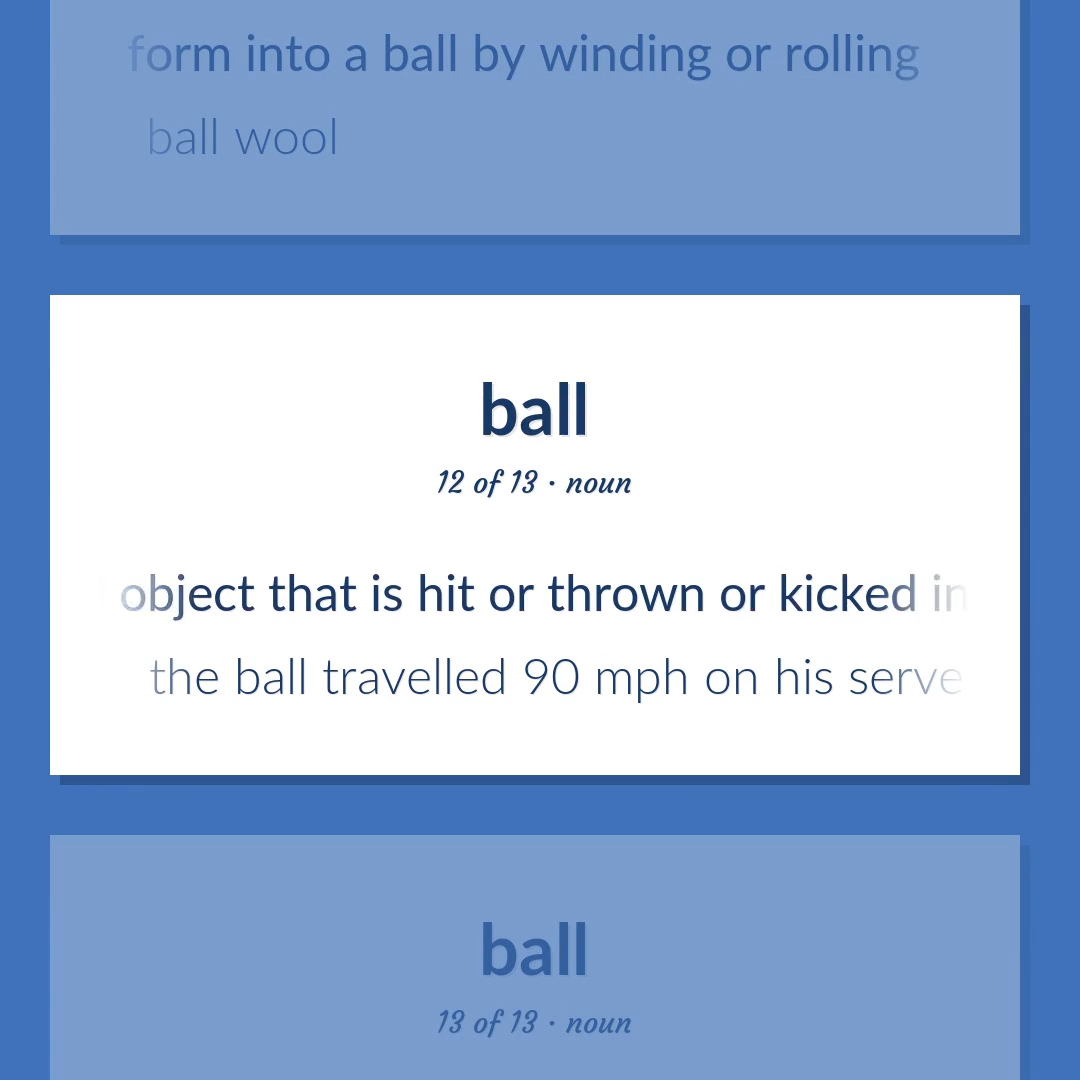 form into a ball by winding or rolling
ball wool
ball
12 of 13 · noun
object that is hit or thrown or kicked in
the ball travelled 90 mph on his serve
ball
13 of 13 · noun